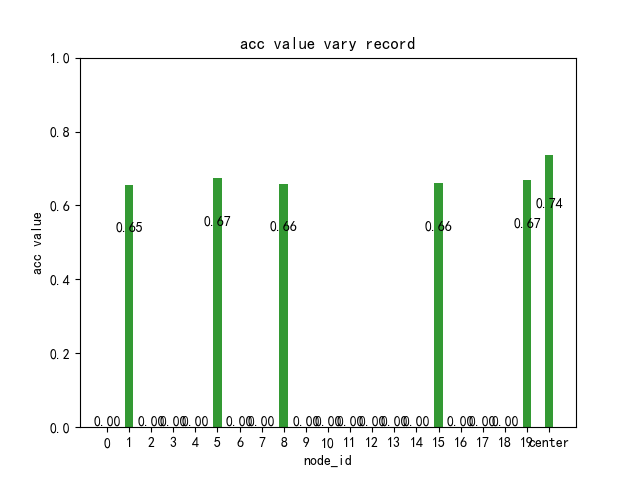 acc value vary record
1.0
0.8
0.6
0.4
0.2
0.0
acc value
0.00 0.65 0.00 0.00 0.00 0.67 0.00 0.00 0.66 0.00 0.00 0.00 0.00 0.00 0.00 0.66 0.00 0.00 0.00 0.67 0.74
0 1 2 3 4 5 6 7 8 9 10 11 12 13 14 15 16 17 18 19 center
node_id